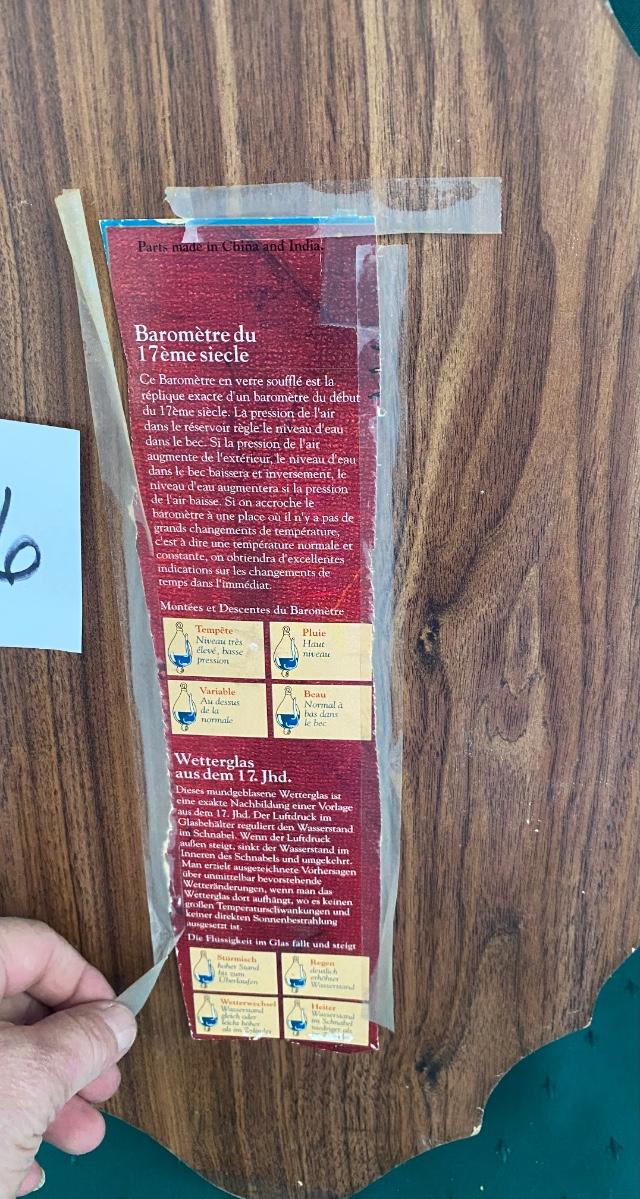 Parts made in China and India.
Baromètre du
17ème siecle
Ce Baromètre en verre soufflé est la
réplique exacte d'un baromètre du début
du 17ème siècle. La pression de l'air
dans le réservoir règle le niveau d'eau
dans le bec. Si la pression de l'air
augmente de l'extérieur, le niveau d'eau
dans le bec baissera et inversement, le
niveau d'eau augmentera si la pression
de l'air baisse. Si on accroche le
baromètre à une place où il n'y a pas de
grands changements de température,
c'est à dire une température normale et
constante, on obtiendra d'excellentes
indications sur les changements de
temps dans l'immédiat.
Montées et Descentes du Baromètre
Tempête
Niveau très
élevé, basse
pression
Pluie
Haut
niveau
Variable
Au dessus
de la
normale
Beau
Normal à
bas dans
le bec
Wetterglas
aus dem 17. Jhd.
Dieses mundgeblasene Wetterglas ist
eine exakte Nachbildung einer Vorlage
aus dem 17. Jhd. Der Luftdruck im
Glasbehälter reguliert den Wasserstand
im Schnabel. Wenn der Luftdruck
außen steigt, sinkt der Wasserstand im
Inneren des Schnabels und umgekehrt.
Man erzielt ausgezeichnete Vorhersagen
über unmittelbar bevorstehende
Wetteränderungen, wenn man das
Wetterglas dort aufhängt, wo es keinen
großen Temperaturschwankungen und
keiner direkten Sonnenbestrahlung
ausgesetzt ist.
Die Flüssigkeit im Glas fällt und steigt
Stürmisch
hoher Stand
bis zum
Überlaufen
Regen
deutlich
erhöhter
Wasserstand
Wetterwechsel
Wasserstand
gleich oder
leicht höher
als im
Heiter
Wasserstand
im Schnabel
niedriger als
6